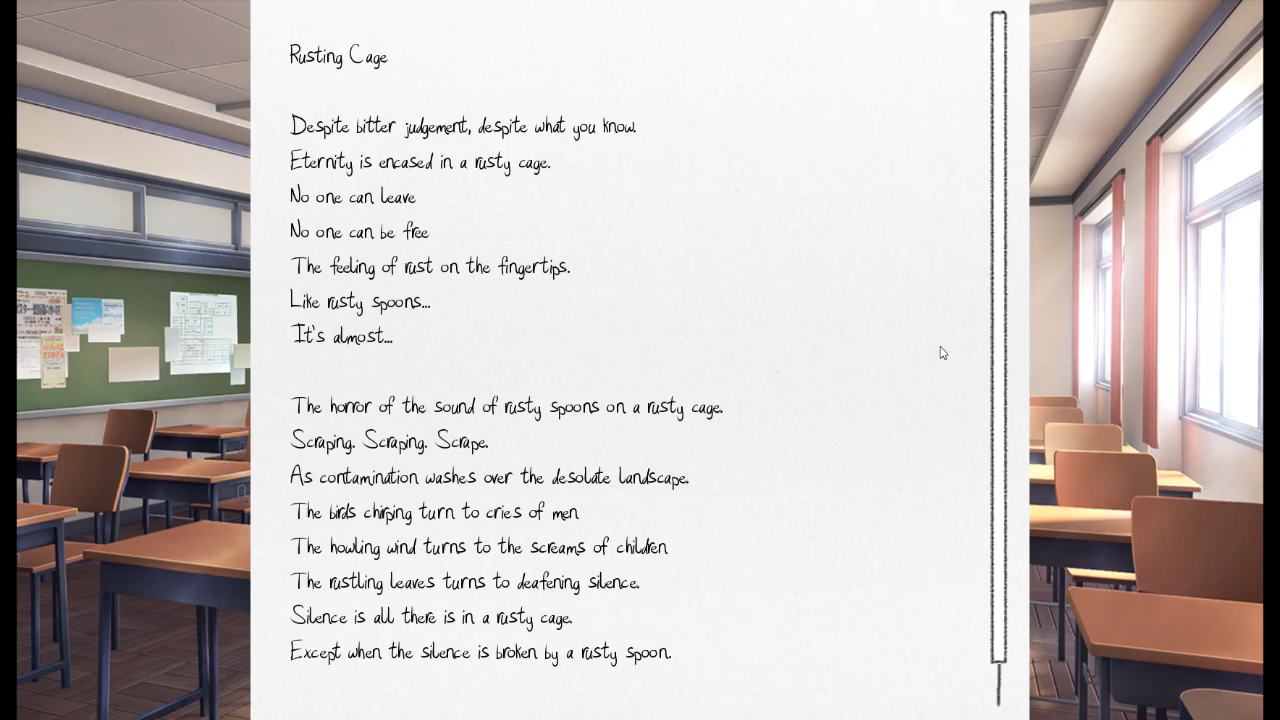 Rusting Cage
Despite bitter judgement, despite what you know.
Eternity is encased in a rusty cage.
No one can leave
No one can be free
The feeling of rust on the fingertips.
Like rusty spoons...
It's almost...
The horror of the sound of rusty spoons on a rusty cage.
Scraping. Scraping. Scrape.
As contamination washes over the desolate landscape.
The birds chirping turn to cries of men
The howling wind turns to the screams of children
The rustling leaves turns to deafening silence.
Silence is all there is in a rusty cage.
Except when the silence is broken by a rusty spoon.